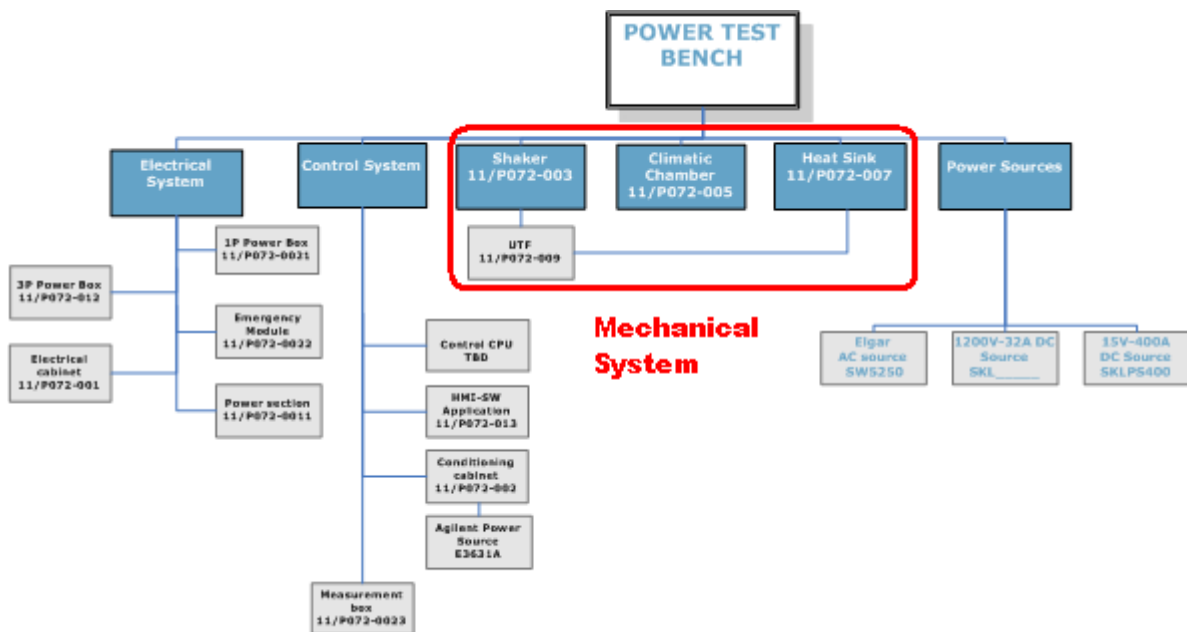 POWER TEST
BENCH
Electrical
System
Control System
Shaker
11/P072-003
Climatic
Chamber
11/P072-005
Heat Sink
11/P072-007
Power Sources
1P Power Box
11/P072-0021
UTF
11/P072-009
3P Power Box
11/P072-012
Emergency
Module
11/P072-0022
Mechanical
System
Electrical
cabinet
11/P072-001
Control CPU
TBD
Elgar
AC source
SW5250
1200V-32A DC
Source
SKL_____
15V-400A
DC Source
SKLPS400
Power section
11/P072-0011
HMI-SW
Application
11/P072-013
Conditioning
cabinet
11/P072-002
Agilent Power
Source
E3631A
Measurement
box
11/P072-0023